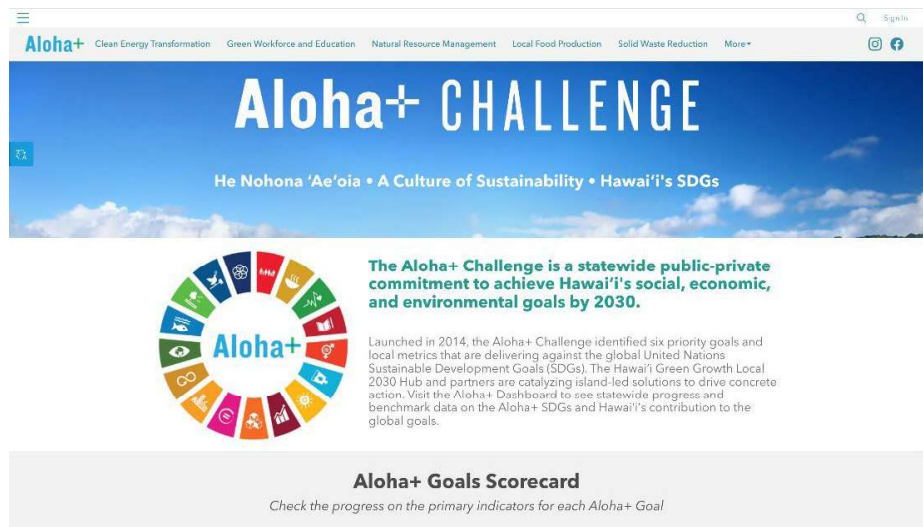 Sign In
Aloha+ Clean Energy Transformation Green Workforce and Education Natural Resource Management Local Food Production Solid Waste Reduction More
Aloha+ CHALLENGE
He Nohona ‘Ae‘oia • A Culture of Sustainability • Hawai‘i's SDGs
The Aloha+ Challenge is a statewide public-private
commitment to achieve Hawai‘i's social, economic,
and environmental goals by 2030.
Aloha+
Launched in 2014, the Aloha+ Challenge identified six priority goals and
local metrics that are delivering against the global United Nations
Sustainable Development Goals (SDGs). The Hawai‘i Green Growth Local
2030 Hub and partners are catalyzing island-led solutions to drive concrete
action. Visit the Aloha+ Dashboard to see statewide progress and
benchmark data on the Aloha+ SDGs and Hawai‘i's contribution to the
global goals.
Aloha+ Goals Scorecard
Check the progress on the primary indicators for each Aloha+ Goal